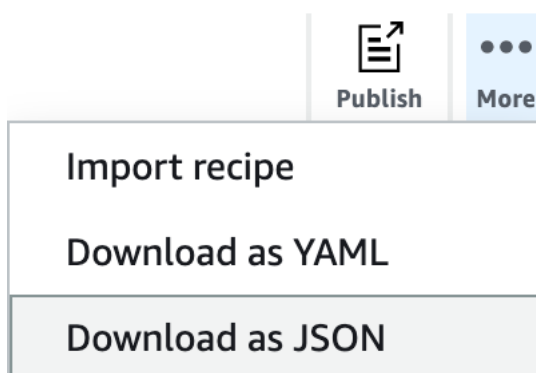 Publish
More
Import recipe
Download as YAML
Download as JSON